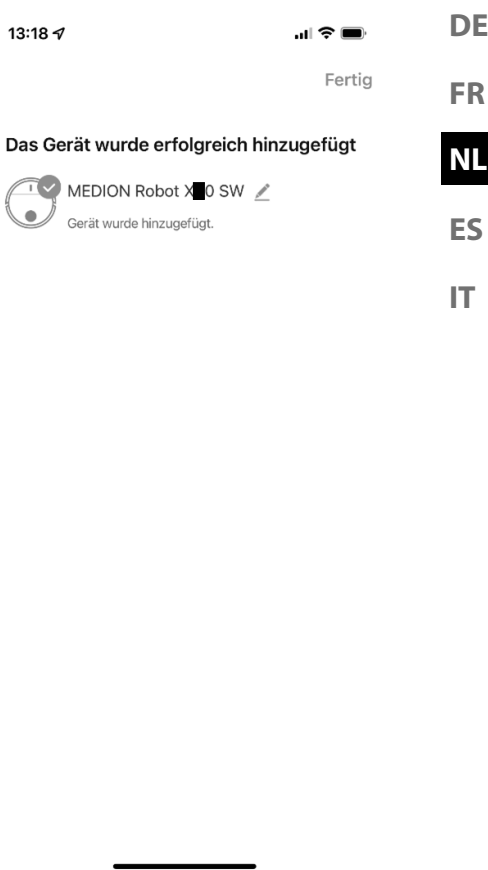 13:18
Fertig
Das Gerät wurde erfolgreich hinzugefügt
MEDION Robot X 0 SW
Gerät wurde hinzugefügt.
DE
FR
NL
ES
IT